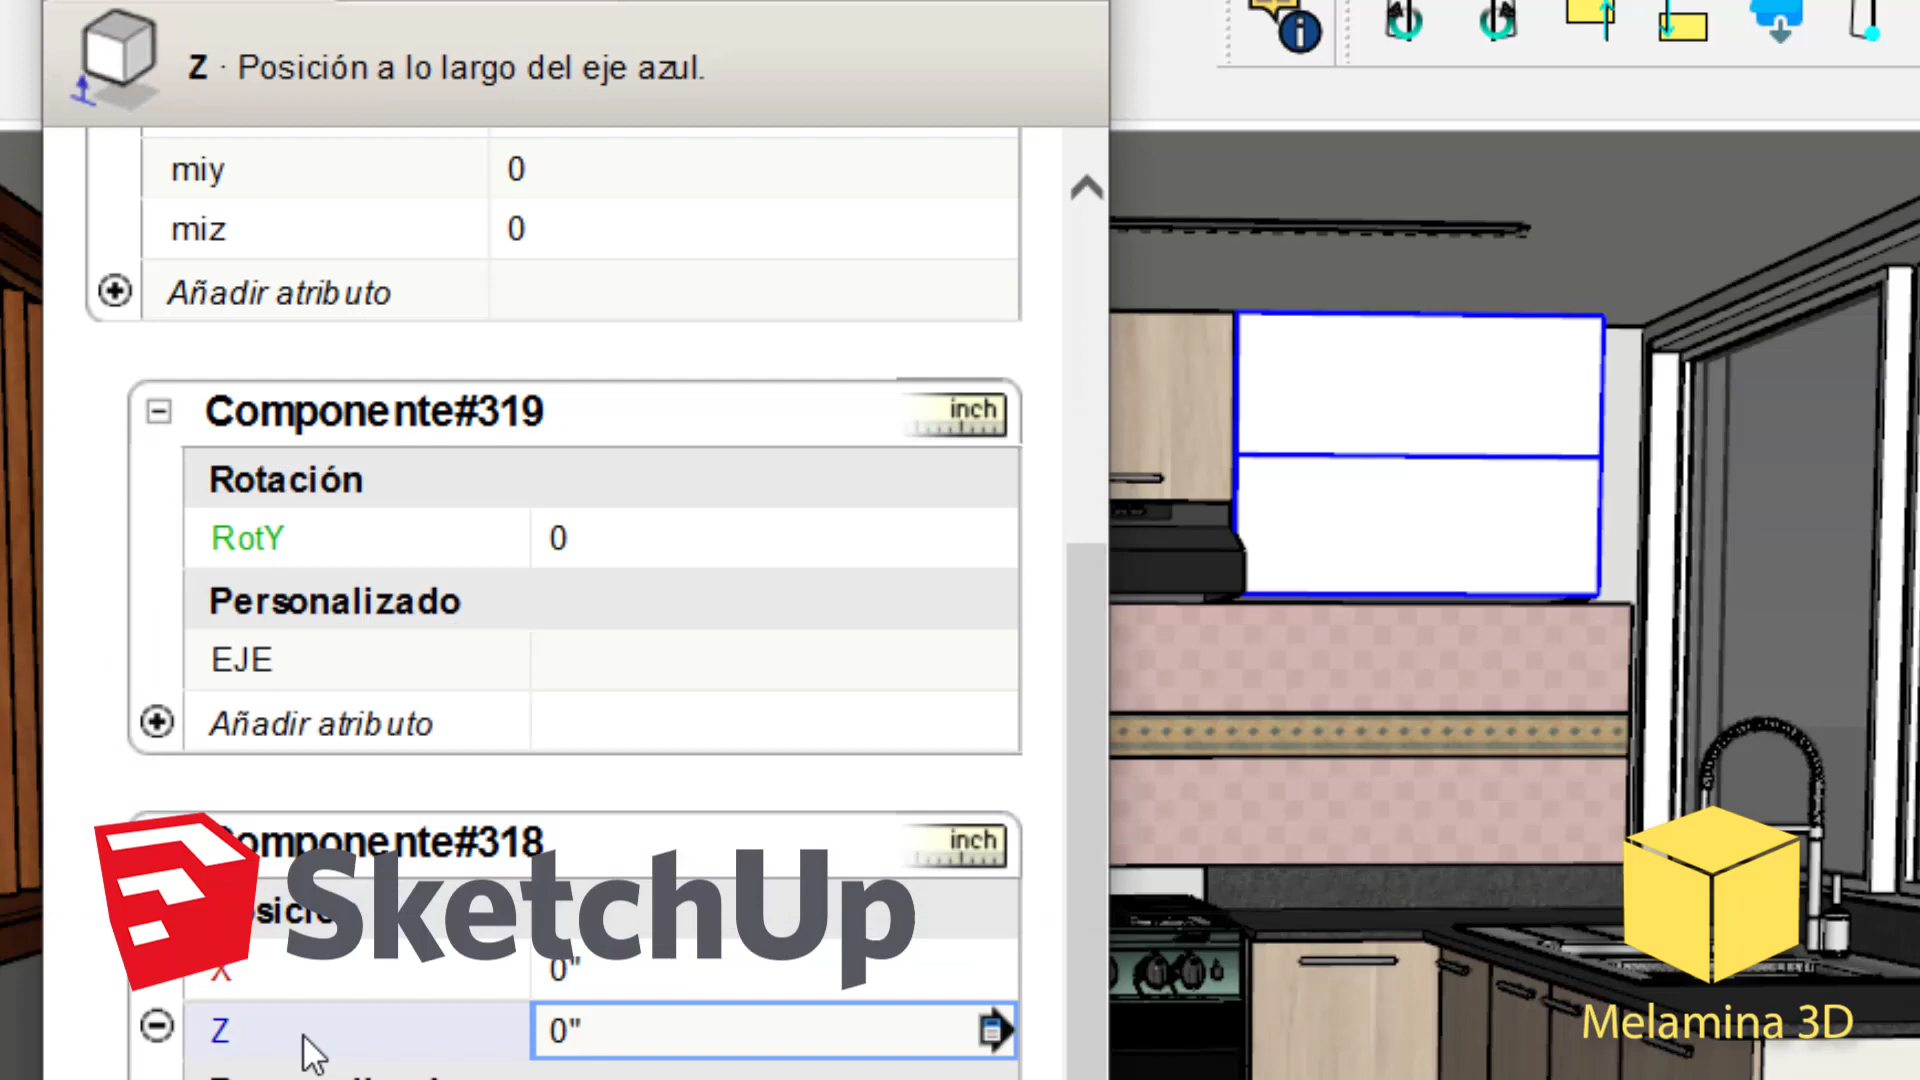 Z · Posición a lo largo del eje azul.
miy 0
miz 0
Añadir atributo
Componente#319 inch
Rotación
RotY 0
Personalizado
EJE
Añadir atributo
omponente#318 inch
X 0"
Z 0"
SketchUp
Melamina 3D